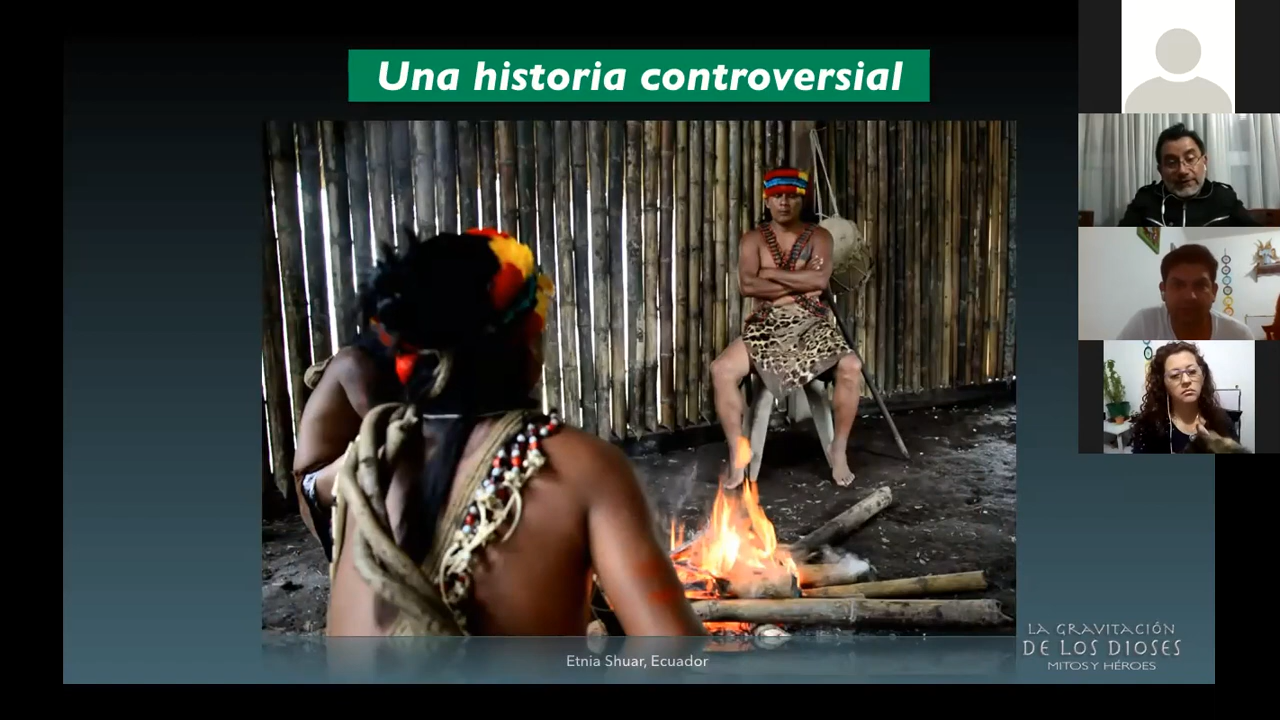 Una historia controversial
Etnia Shuar, Ecuador
LA GRAVITACIÓN
DE LOS DIOSES
MITOS Y HÉROES